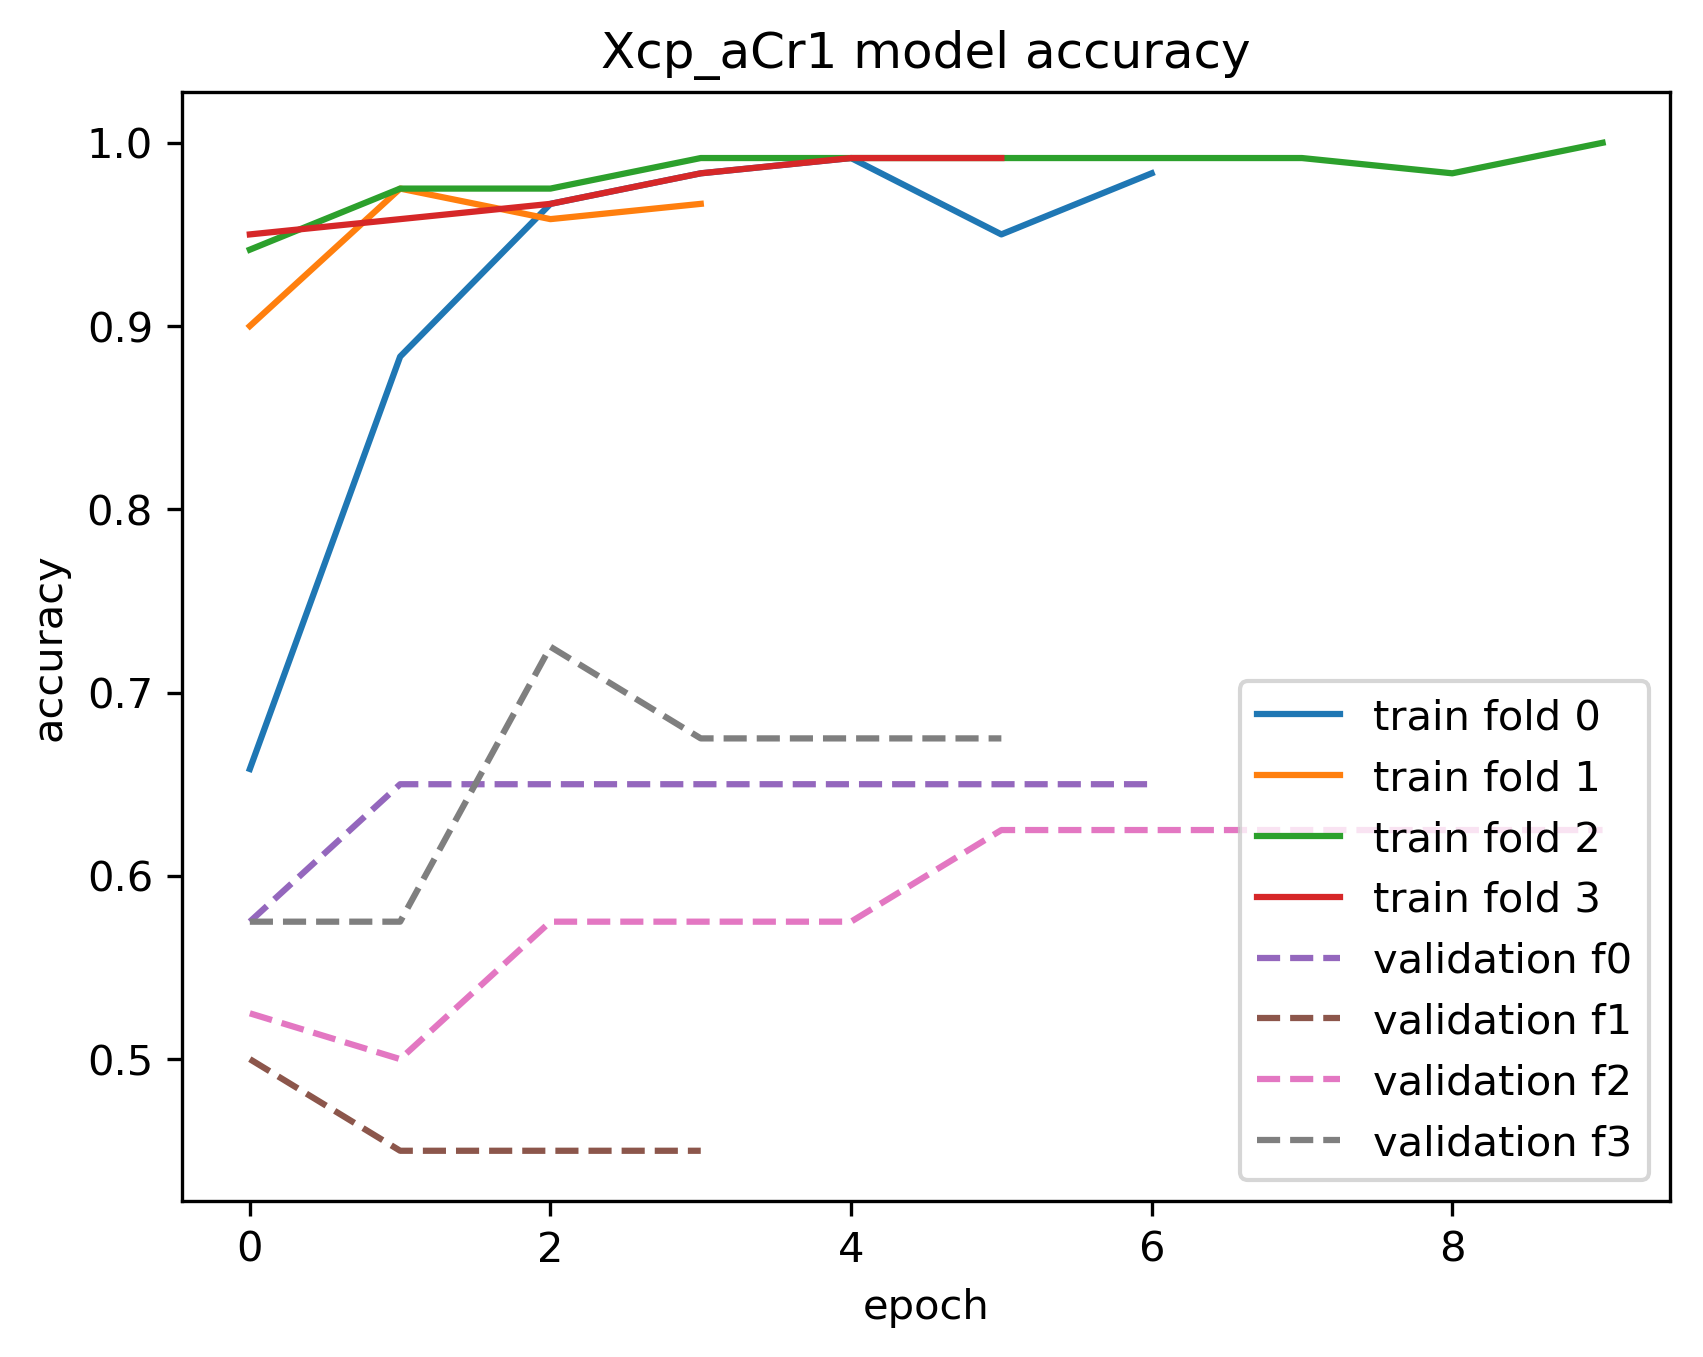 Xcp_aCr1 model accuracy
1.0
0.9
0.8
0.7
0.6
0.5
accuracy
train fold 0
train fold 1
train fold 2
train fold 3
validation f0
validation f1
validation f2
validation f3
0 2 4 6 8
epoch